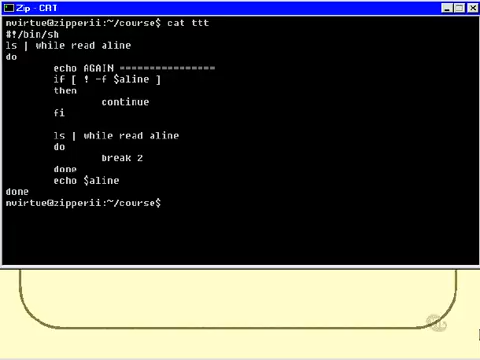 Zip - CAT
nvirtue@zipperii:~/course$ cat ttt
#!/bin/sh
ls | while read aline
do
echo AGAIN ================
if [ ! -f $aline ]
then
continue
fi
ls | while read aline
do
break 2
done
echo $aline
done
nvirtue@zipperii:~/course$